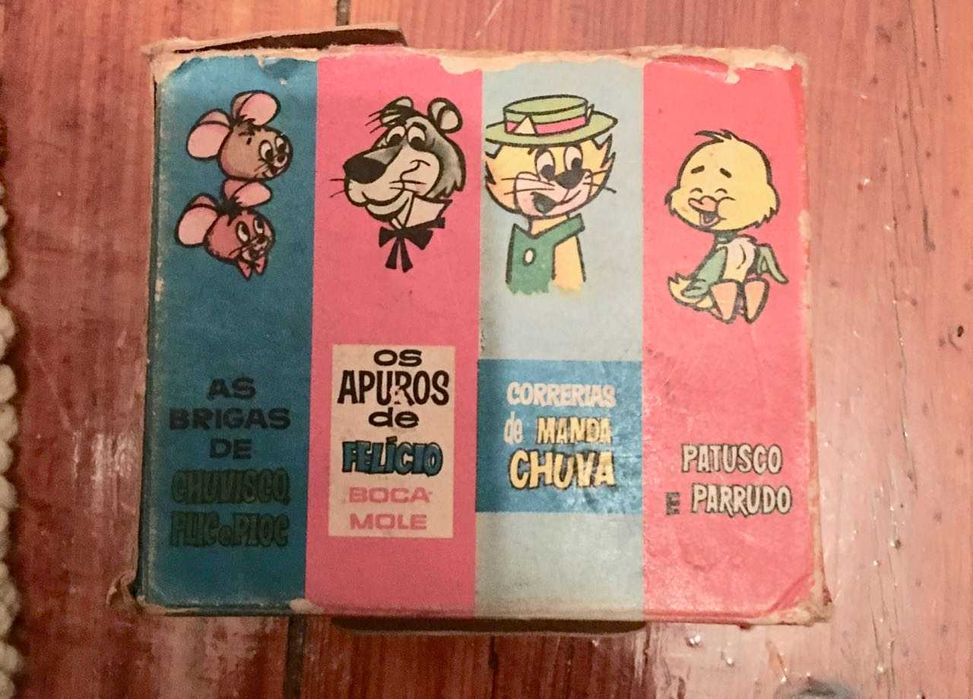 AS
BRIGAS
DE
CHUVISCO,
PLIC e PLOC
OS
APUROS
de
FELÍCIO
BOCA-
MOLE
CORRERIAS
de MANDA
CHUVA
PATUSCO
E PARRUDO